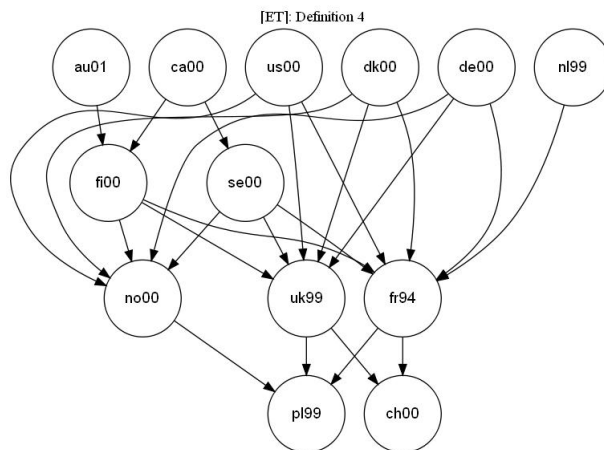 [ET]: Definition 4
au01 ca00 us00 dk00 de00 nl99
fi00 se00
no00 uk99 fr94
pl99 ch00